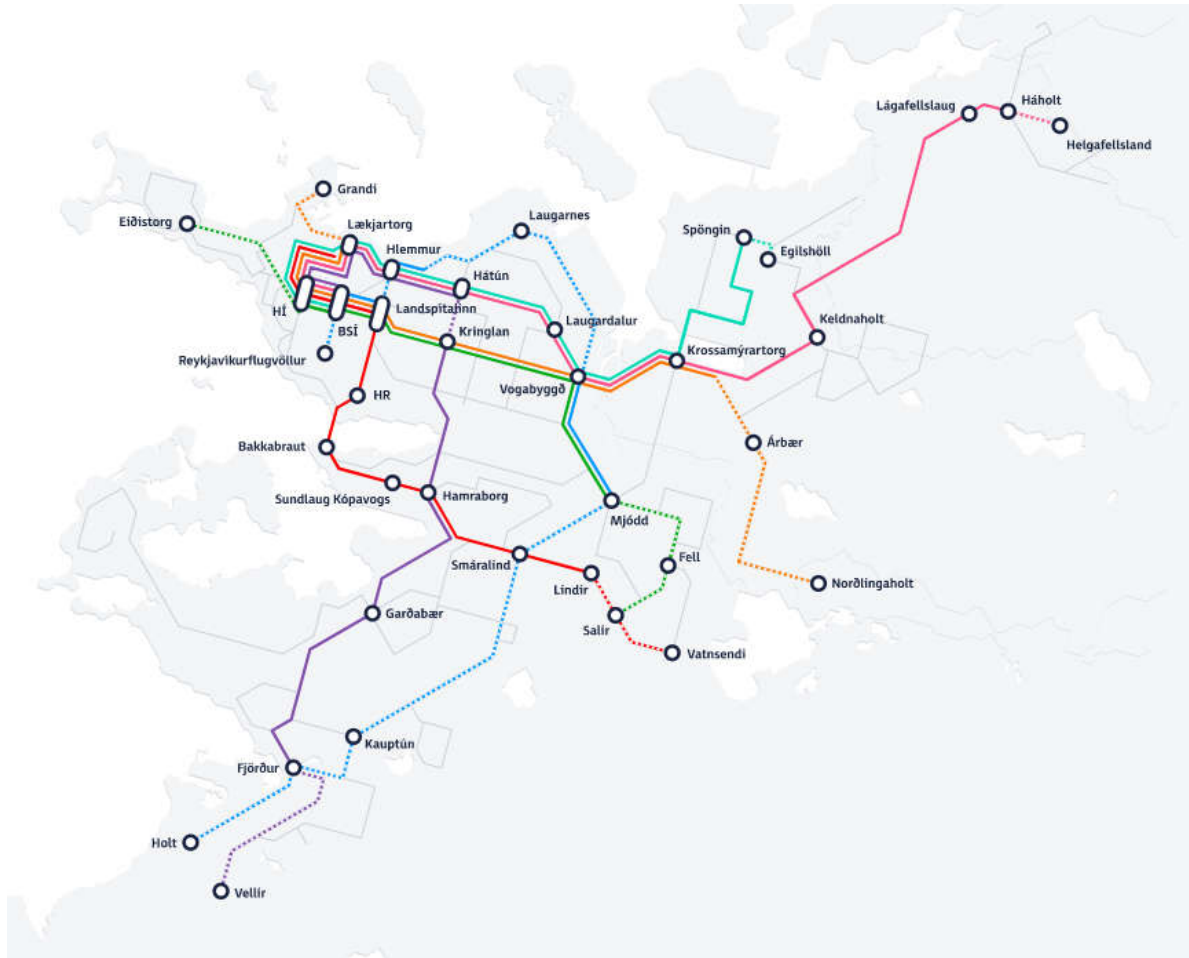 Lágafellslaug
Háholt
Helgafellsland
Grandi
Eiðistorg
Lækjartorg
Laugarnes
Spöngin
Hlemmur
Egilshöll
Hátún
HÍ
Landspítalinn
BSÍ
Laugardalur
Keldnaholt
Kringlan
Reykjavíkurflugvöllur
Krossamýrartorg
Vogabyggð
HR
Bakkabraut
Árbær
Sundlaug Kópavogs
Hamraborg
Mjódd
Smáralind
Fell
Lindir
Norðlingaholt
Garðabær
Salir
Vatnsendi
Kauptún
Fjörður
Holt
Vellir